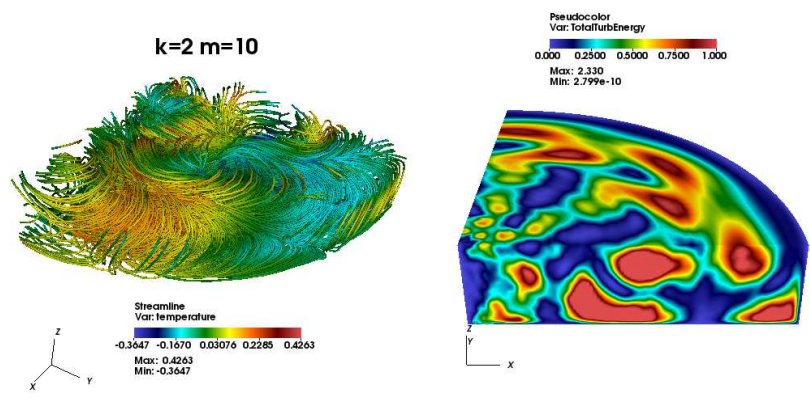 k=2 m=10
Streamline
Var: temperature
-0.3647 -0.1670 0.03076 0.2285 0.4263
Max: 0.4263
Min: -0.3647
Z
X
Y
Pseudocolor
Var: TotalTurbEnergy
0.000 0.2500 0.5000 0.7500 1.000
Max: 2.330
Min: 2.799e-10
Z
Y
X